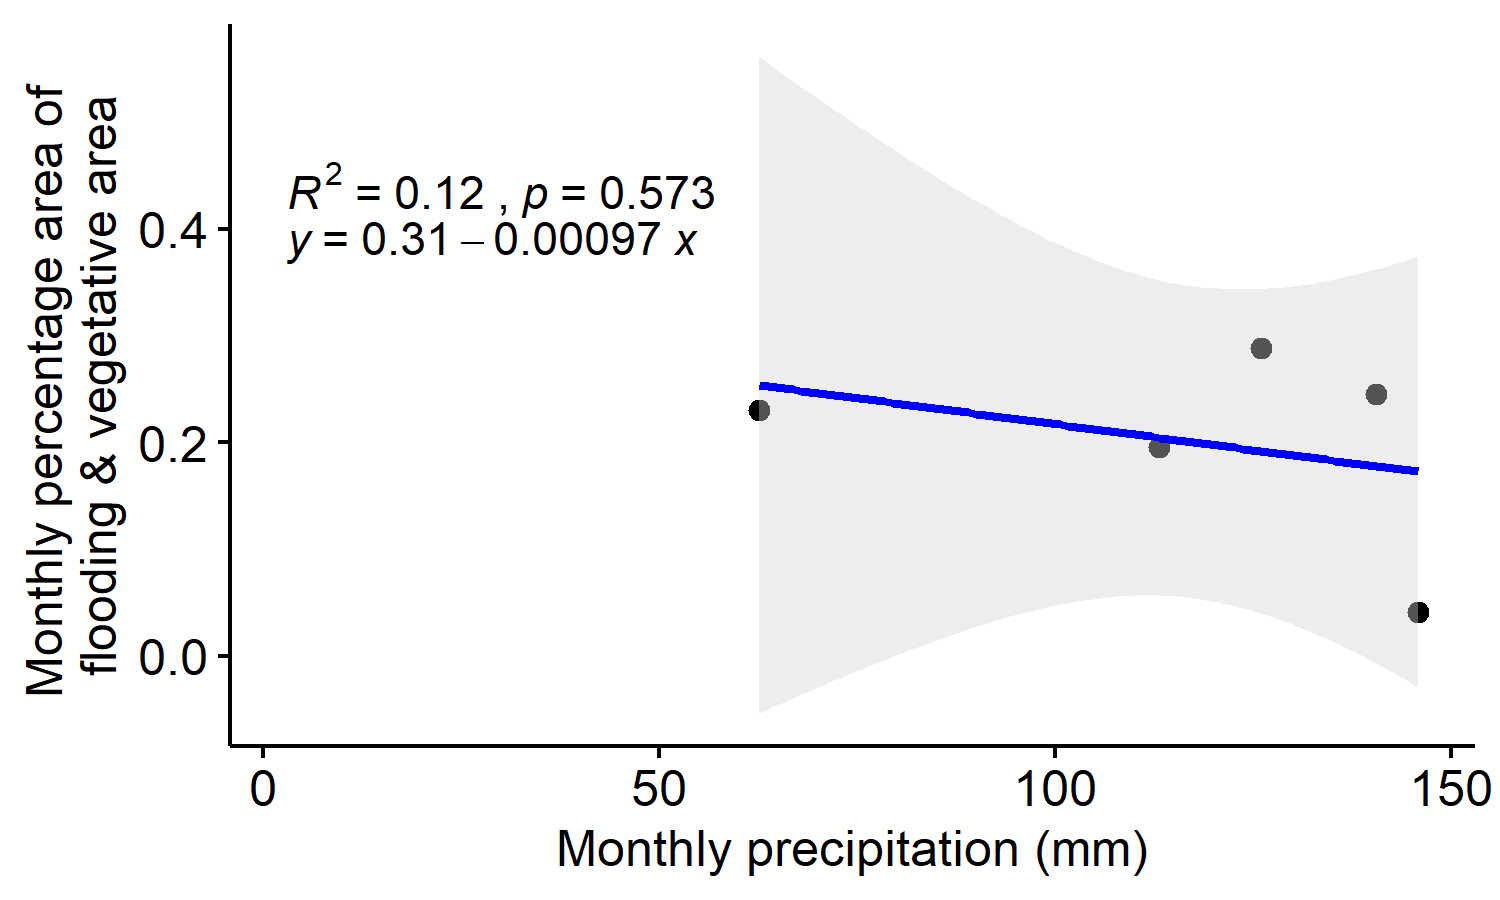 Monthly percentage area of
flooding & vegetative area
R² = 0.12 , p = 0.573
y = 0.31 – 0.00097 x
0.4
0.2
0.0
0 50 100 150
Monthly precipitation (mm)